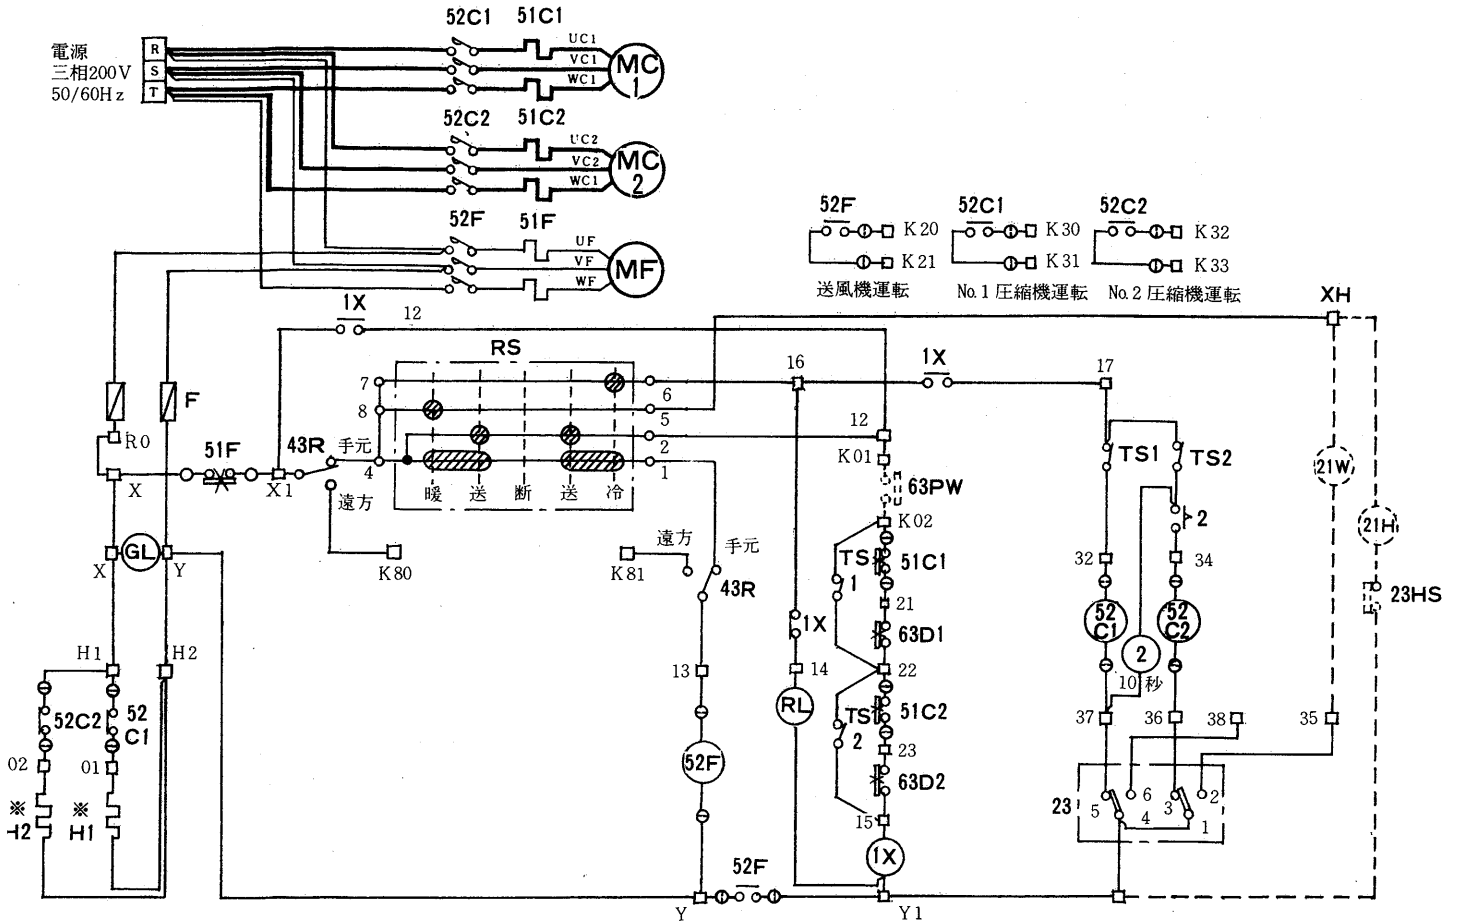 52C1 51C1
電源
三相200V
50/60Hz
R
S
T
UC1
VC1
WC1
MC
1
52C2 51C2
UC2
VC2
WC1
MC
2
52F 51F
UF
VF
WF
MF
52F 52C1 52C2
K20 K30 K32
K21 K31 K33
送風機運転 No.1圧縮機運転 No.2圧縮機運転
XH
1X 12
RS
16 1X 17
7 6
8 5
F
R0
51F 43R 手元
X X1 4
遠方
2
1
暖 送 断 送 冷
12
K01
63PW
K02
TS1 TS2
21W
21H
23HS
GL
X Y
K80 K81
遠方 手元
43R
TS 51C1
1
21
63D1
22
1X
14
RL
TS1 51C2
2
23
63D2
15
1X
2
32 34
52
C1
52
C2
2
10秒
37 36 38 35
H1 H2
52C2 52
C1
02 01
※ ※
H2 H1
13
52F
23
5 6 3 2
4 1
52F
Y Y1